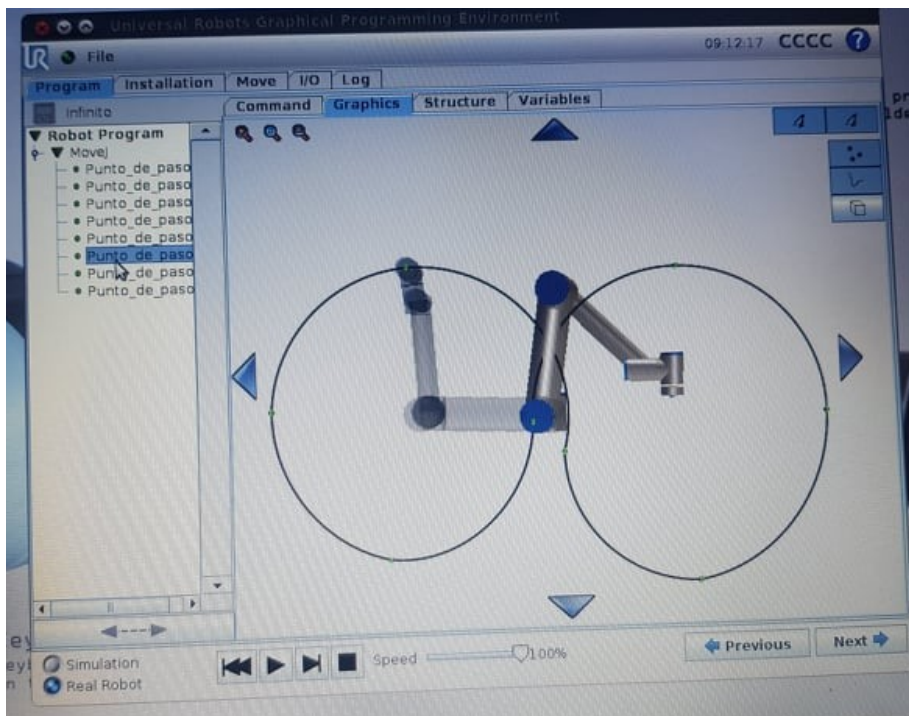 Universal Robots Graphical Programming Environment
UR File 09:12:17 CCCC ?
Program Installation Move I/O Log
Infinito
Command Graphics Structure Variables
Robot Program
MoveJ
Punto_de_paso
Punto_de_paso
Punto_de_paso
Punto_de_paso
Punto_de_paso
Punto_de_paso
Punto_de_paso
Punto_de_paso
Simulation
Real Robot
Speed 100%
Previous Next